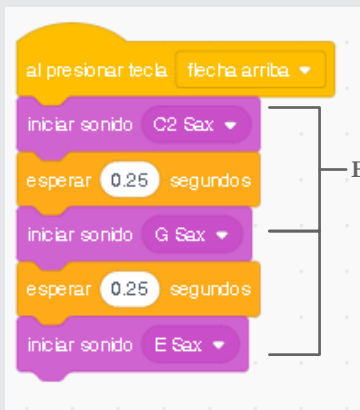 al presionar tecla flecha arriba
iniciar sonido C2 Sax
esperar 0.25 segundos
iniciar sonido G Sax
esperar 0.25 segundos
iniciar sonido E Sax